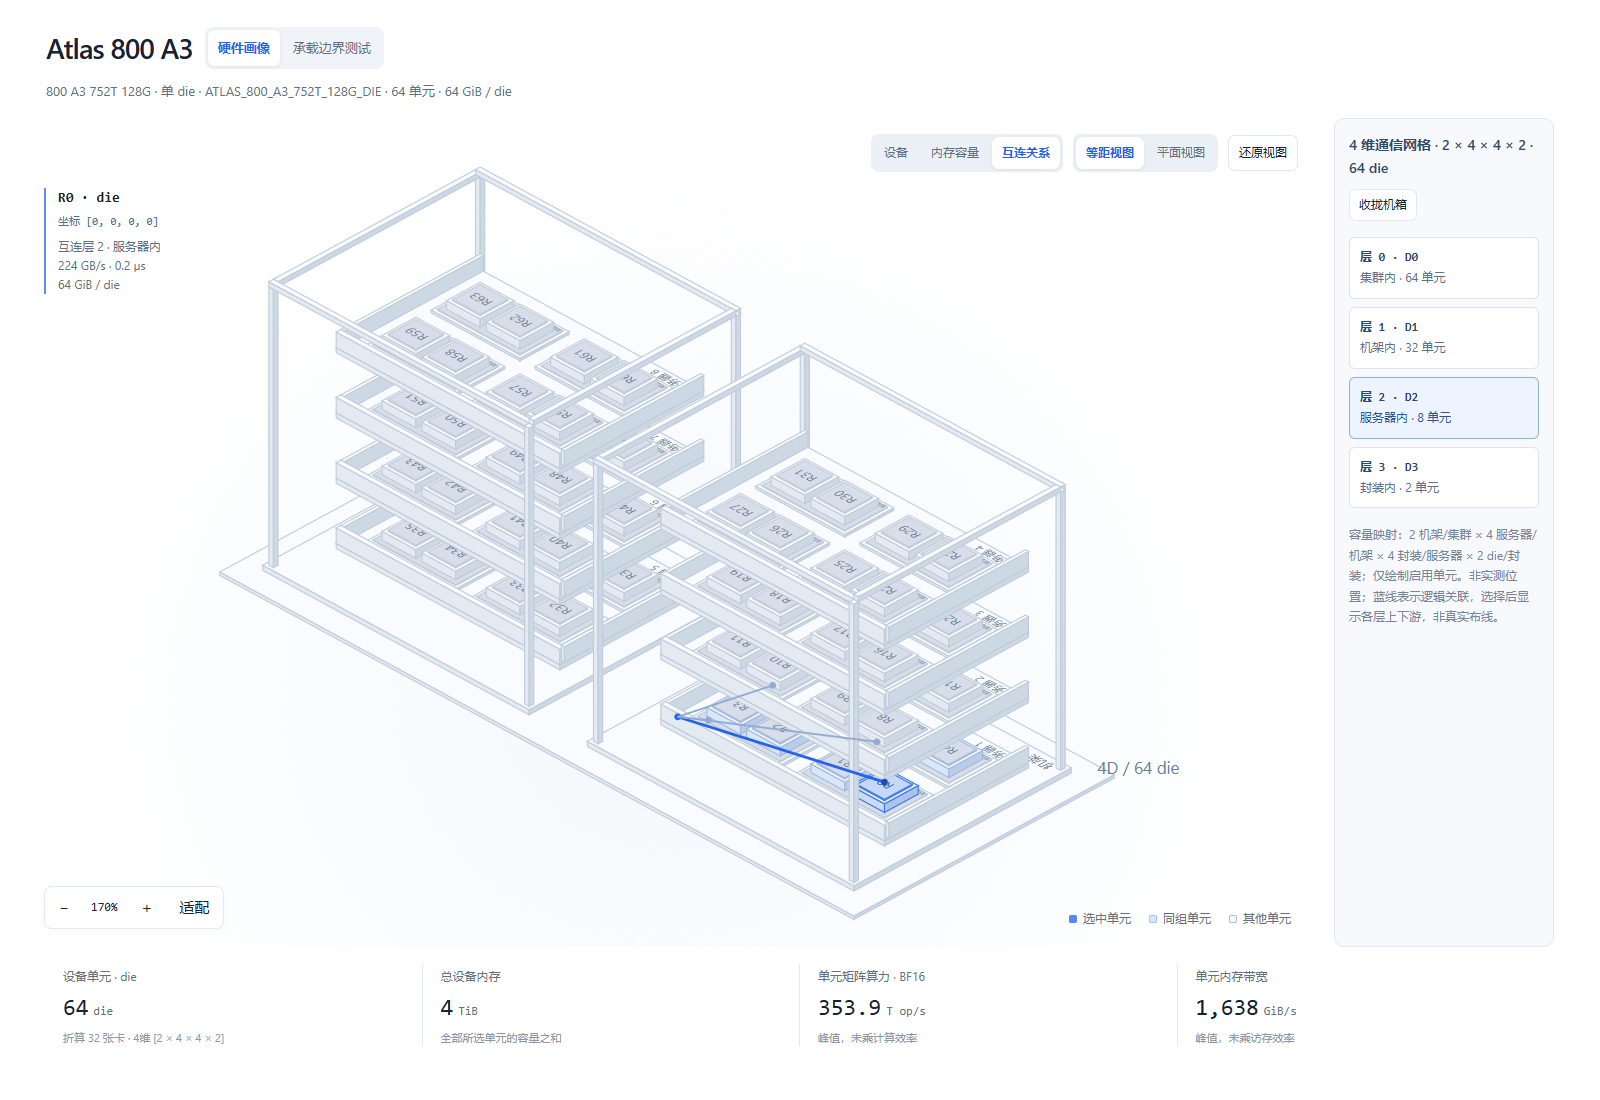 Atlas 800 A3
硬件画像
承载边界测试
800 A3 752T 128G · 单 die · ATLAS_800_A3_752T_128G_DIE · 64 单元 · 64 GiB / die
设备
内存容量
互连关系
等距视图
平面视图
还原视图
R0 · die
坐标 [0, 0, 0, 0]
互连层 2 · 服务器内
224 GB/s · 0.2 μs
64 GiB / die
R63
R62
R59
R58
R61
R57
R51
R50
R49
R48
R43
R42
R41
R40
R35
R34
R33
R32
R31
R30
R27
R26
R29
R25
R19
R18
R17
R16
R11
R10
R9
R8
R3
4D / 64 die
4 维通信网格 · 2 × 4 × 4 × 2 ·
64 die
收拢机箱
层 0 · D0
集群内 · 64 单元
层 1 · D1
机架内 · 32 单元
层 2 · D2
服务器内 · 8 单元
层 3 · D3
封装内 · 2 单元
容量映射：2 机架/集群 × 4 服务器/
机架 × 4 封装/服务器 × 2 die/封
装；仅绘制启用单元。非实测位
置；蓝线表示逻辑关联，选择后显
示各层上下游，非真实布线。
− 170% + 适配
选中单元
同组单元
其他单元
设备单元 · die
64 die
折算 32 张卡 · 4维 [2 × 4 × 4 × 2]
总设备内存
4 TiB
全部所选单元的容量之和
单元矩阵算力 · BF16
353.9 T op/s
峰值，未乘计算效率
单元内存带宽
1,638 GiB/s
峰值，未乘访存效率